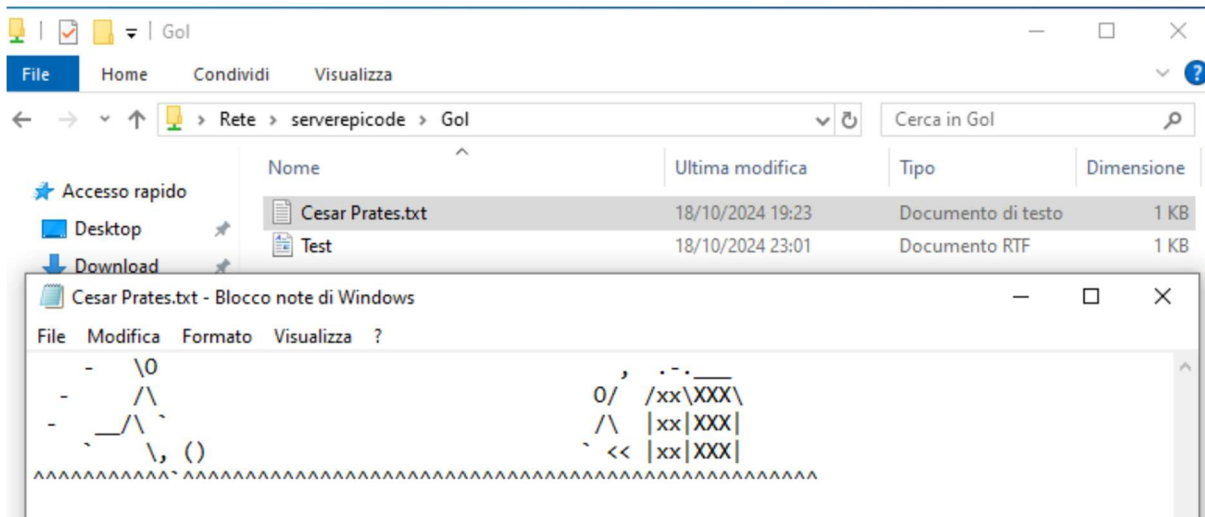 Gol
File Home Condividi Visualizza
Rete > serverepicode > Gol
Cerca in Gol
Nome Ultima modifica Tipo Dimensione
Accesso rapido
Desktop
Download
Cesar Prates.txt 18/10/2024 19:23 Documento di testo 1 KB
Test 18/10/2024 23:01 Documento RTF 1 KB
Cesar Prates.txt - Blocco note di Windows
File Modifica Formato Visualizza ?
    -   \O                                     ,  .-.___
  -     /\                                   O/  /xx\XXX\
 -   __/\ `                                  /\  |xx|XXX|
    `    \, ()                              ` << |xx|XXX|
^^^^^^^^^^^`^^^^^^^^^^^^^^^^^^^^^^^^^^^^^^^^^^^^^^^^^^^^^^^^^^^